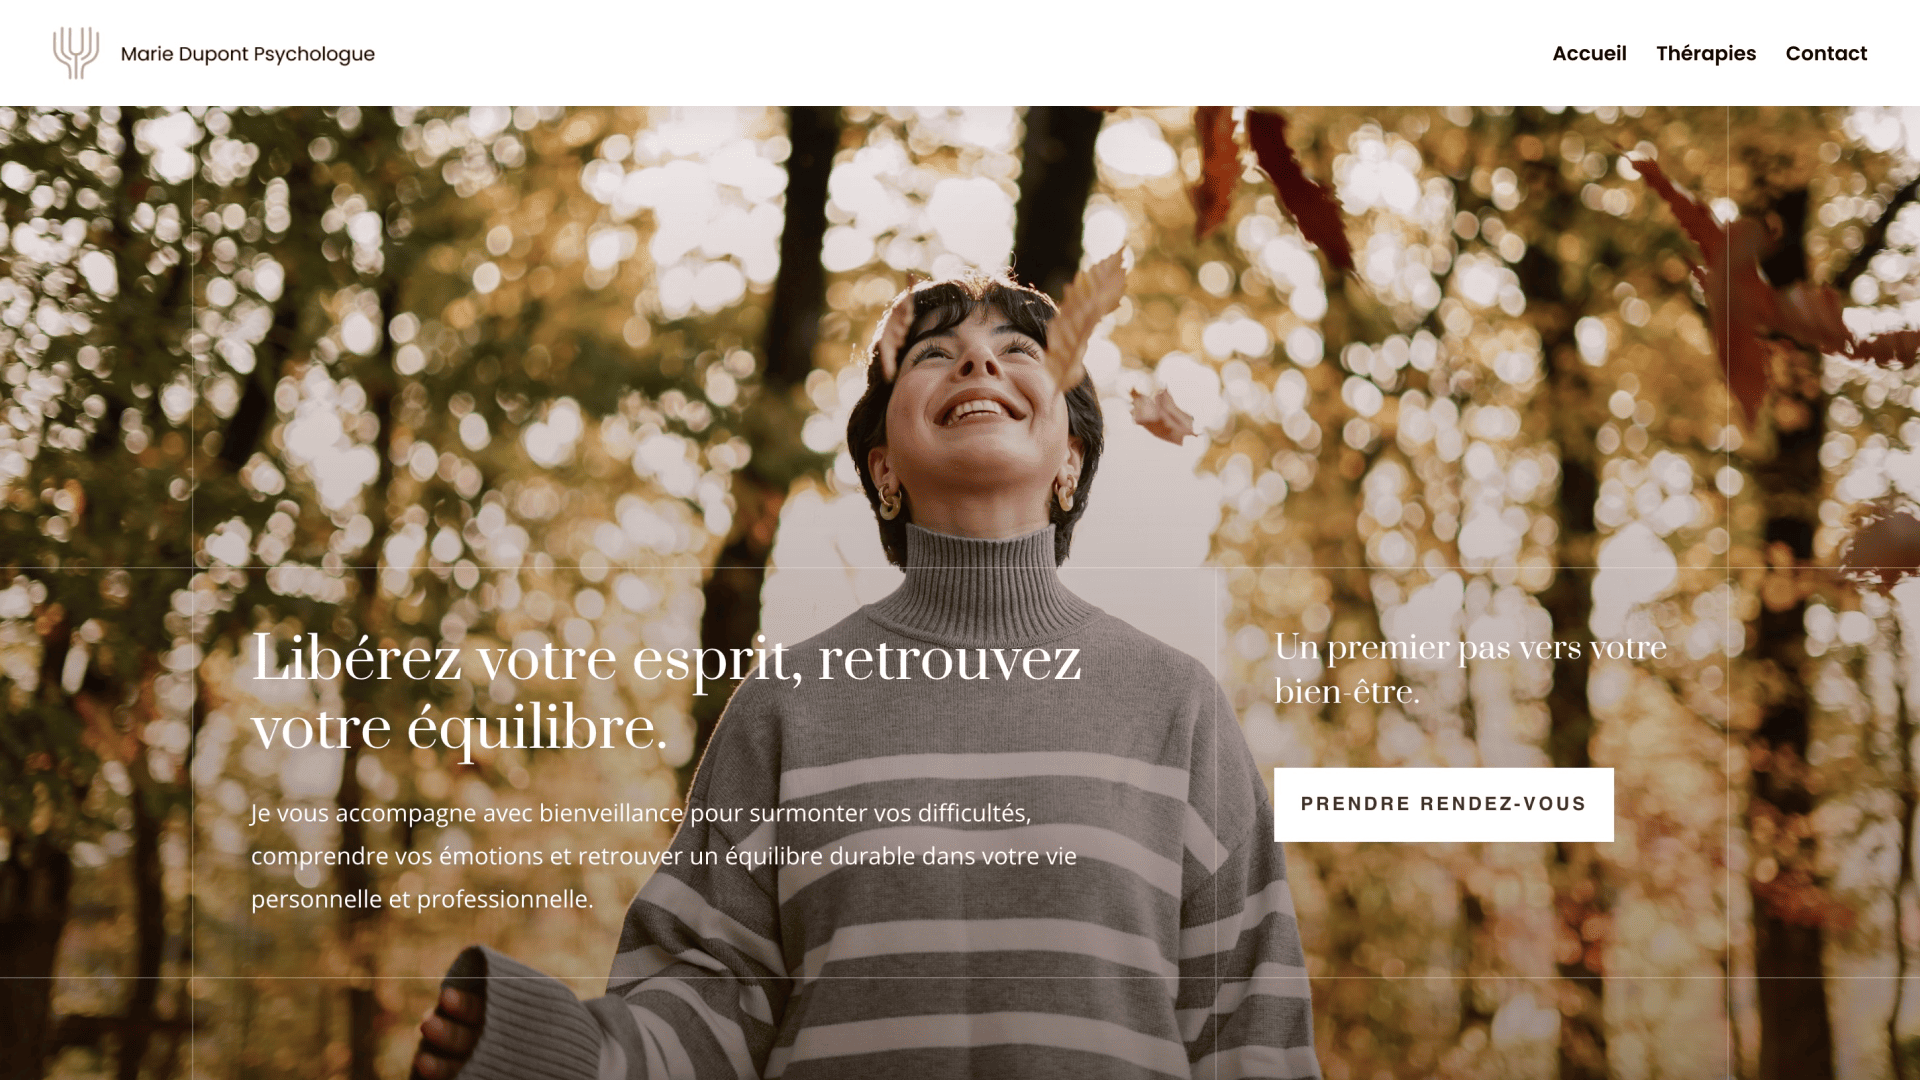 Marie Dupont Psychologue
Accueil
Thérapies
Contact
Libérez votre esprit, retrouvez
votre équilibre.
Je vous accompagne avec bienveillance pour surmonter vos difficultés,
comprendre vos émotions et retrouver un équilibre durable dans votre vie
personnelle et professionnelle.
Un premier pas vers votre
bien-être.
PRENDRE RENDEZ-VOUS